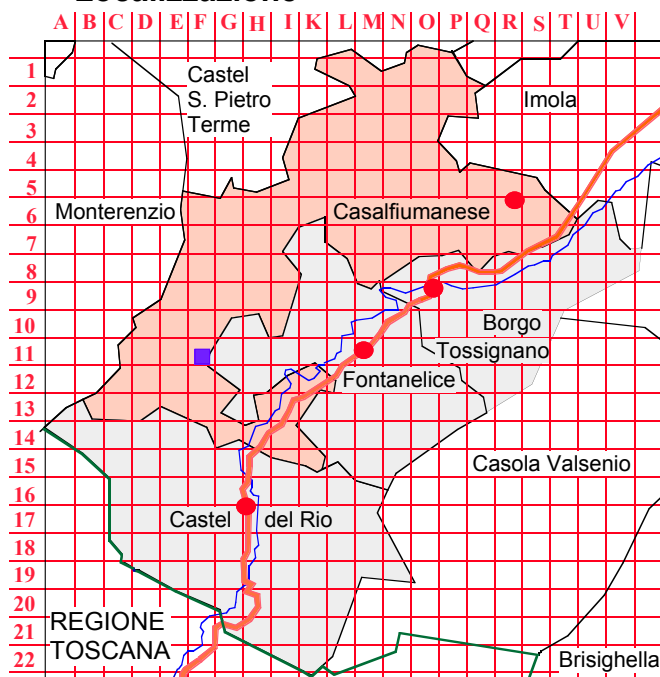 Localizzazione
A B C D E F G H I K L M N O P Q R S T U V
1
Castel
S. Pietro
Terme
2
Imola
3
4
5
6
Monterenzio
Casalfiumanese
7
8
9
10
Borgo
Tossignano
11
12
Fontanelice
13
14
15
Casola Valsenio
16
17
Castel del Rio
18
19
20
REGIONE
TOSCANA
21
22
Brisighella